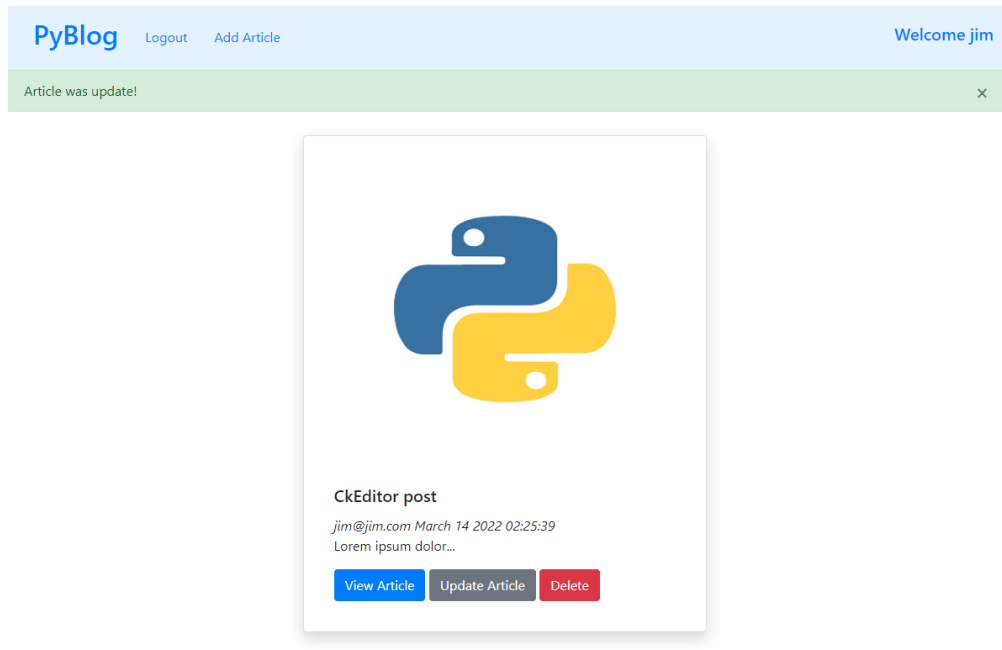 PyBlog Logout Add Article Welcome jim
Article was update! ×
CkEditor post
jim@jim.com March 14 2022 02:25:39
Lorem ipsum dolor...
View Article Update Article Delete